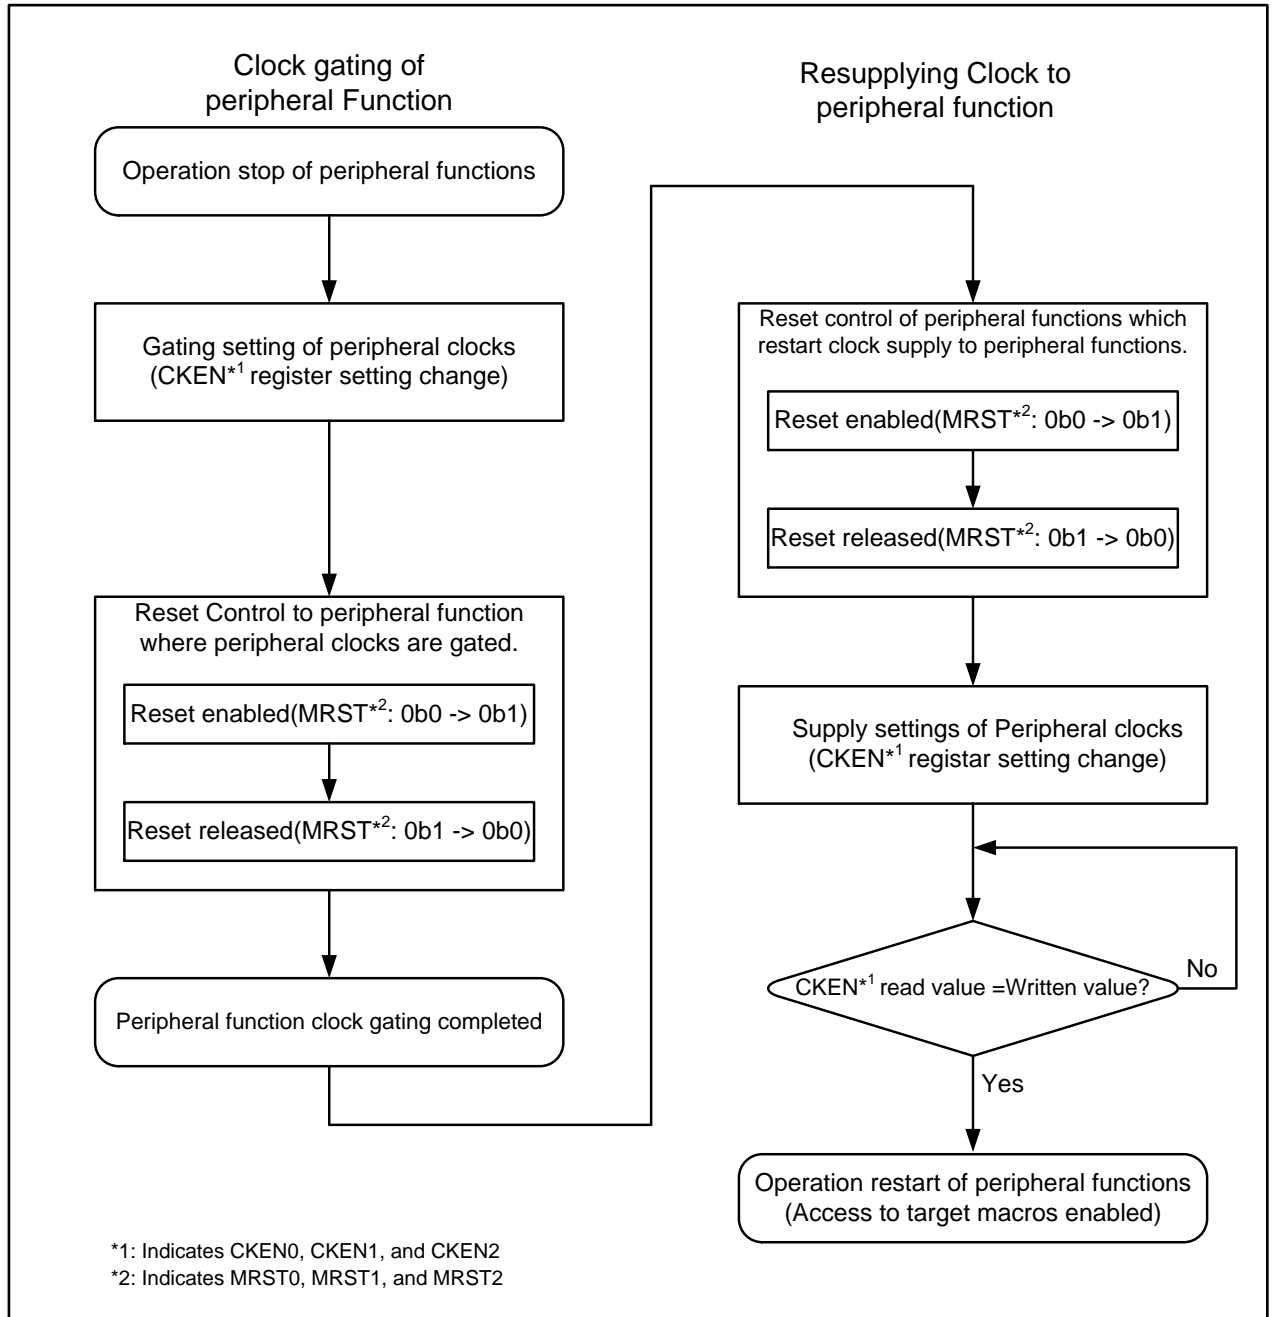 Clock gating of
peripheral Function
Operation stop of peripheral functions
Gating setting of peripheral clocks
(CKEN*1 register setting change)
Reset Control to peripheral function
where peripheral clocks are gated.
Reset enabled(MRST*2: 0b0 -> 0b1)
Reset released(MRST*2: 0b1 -> 0b0)
Peripheral function clock gating completed
Resupplying Clock to
peripheral function
Reset control of peripheral functions which
restart clock supply to peripheral functions.
Reset enabled(MRST*2: 0b0 -> 0b1)
Reset released(MRST*2: 0b1 -> 0b0)
Supply settings of Peripheral clocks
(CKEN*1 registar setting change)
CKEN*1 read value =Written value?
No
Yes
Operation restart of peripheral functions
(Access to target macros enabled)
*1: Indicates CKEN0, CKEN1, and CKEN2
*2: Indicates MRST0, MRST1, and MRST2